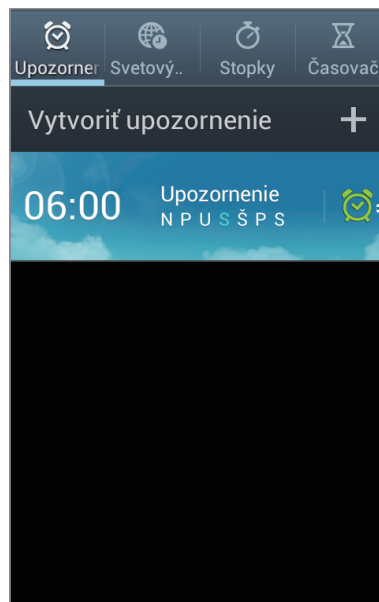 Upozorner Svetový.. Stopky Časovač
Vytvoriť upozornenie
06:00 Upozornenie
N P U S Š P S